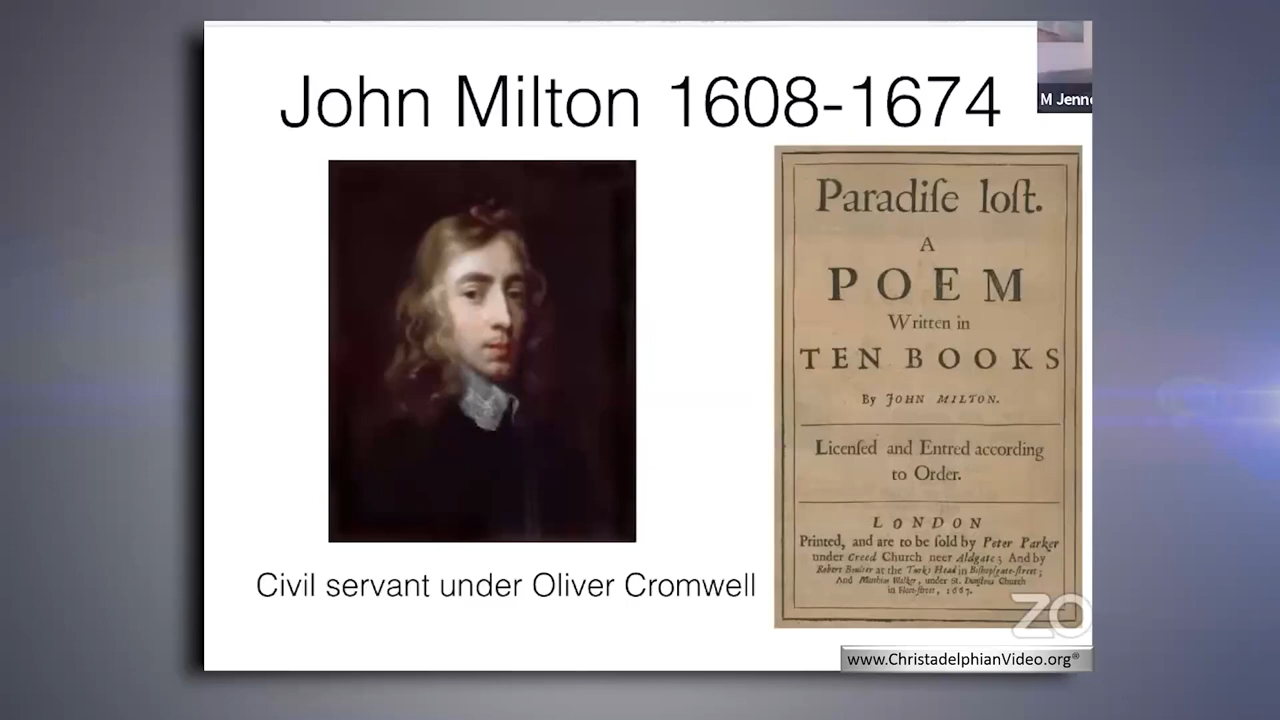 John Milton 1608-1674
M Jenn
Paradiſe loſt.
A
POEM
Written in
TEN BOOKS
By JOHN MILTON.
Licenſed and Entred according
to Order.
LONDON
Printed, and are to be ſold by Peter Parker
under Creed Church neer Aldgate; And by
Robert Boulter at the Turks Head in Biſhopſgate-ſtreet;
And Matthias Walker, under St. Dunſtons Church
in Fleet-ſtreet, 1667.
Civil servant under Oliver Cromwell
ZO
www.ChristadelphianVideo.org®